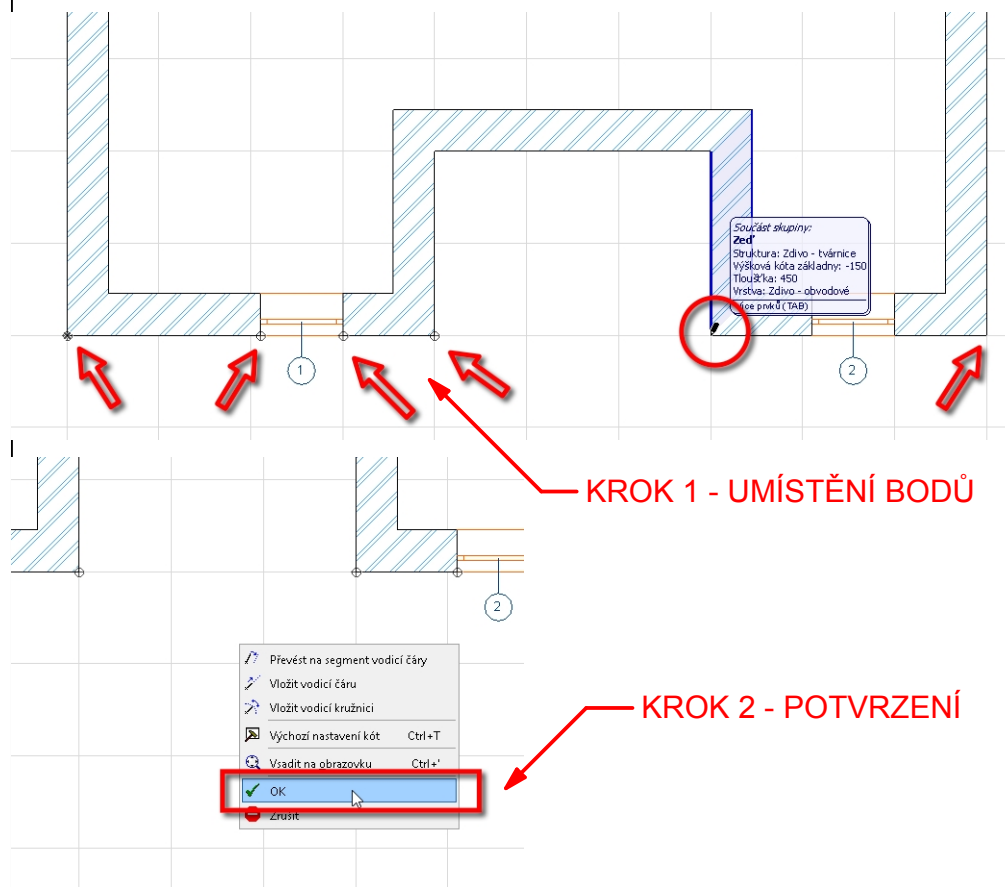 Součást skupiny:
Zeď
Struktura: Zdivo - tvárnice
Výšková kóta základny: -150
Tloušťka: 450
Vrstva: Zdivo - obvodové
Více prvků (TAB)
1
2
KROK 1 - UMÍSTĚNÍ BODŮ
2
Převést na segment vodicí čáry
Vložit vodicí čáru
Vložit vodicí kružnici
Výchozí nastavení kót Ctrl+T
Vsadit na obrazovku Ctrl+'
OK
Zrušit
KROK 2 - POTVRZENÍ